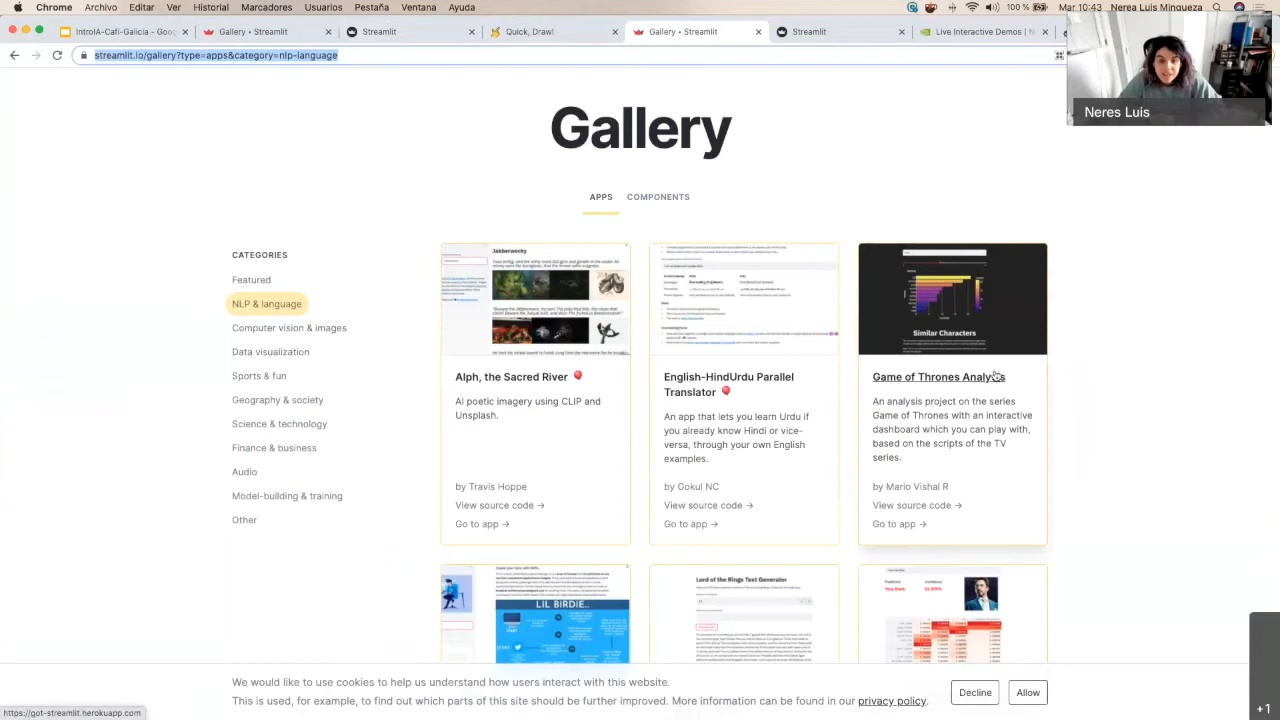 Chrome Archivo Editar Ver Historial Marcadores Usuarios Pestaña Ventana Ayuda
100 % Mar 10:43 Nerea Luis Mingueza
IntroIA-Cafi-Galicia - Goog
Gallery • Streamlit
Streamlit
Quick, Draw!
Gallery • Streamlit
Streamlit
Live Interactive Demos | N
streamlit.io/gallery?type=apps&category=nlp-language
Neres Luis
Gallery
APPS COMPONENTS
CATEGORIES
Featured
NLP & language
Computer vision & images
Data visualization
Sports & fun
Geography & society
Science & technology
Finance & business
Audio
Model-building & training
Other
Jabberwocky
Alph, the Sacred River
AI poetic imagery using CLIP and
Unsplash.
by Travis Hoppe
View source code →
Go to app →
English-HindUrdu Parallel
Translator
An app that lets you learn Urdu if
you already know Hindi or vice-
versa, through your own English
examples.
by Gokul NC
View source code →
Go to app →
Similar Characters
Game of Thrones Analysis
An analysis project on the series
Game of Thrones with an interactive
dashboard which you can play with,
based on the scripts of the TV
series.
by Mario Vishal R
View source code →
Go to app →
LIL BIRDIE..
Lord of the Rings Text Generator
We would like to use cookies to help us understand how users interact with this website.
This is used, for example, to find out which parts of this site should be further improved. More information can be found in our privacy policy.
Decline
Allow
https://got-streamlit.herokuapp.com
+1